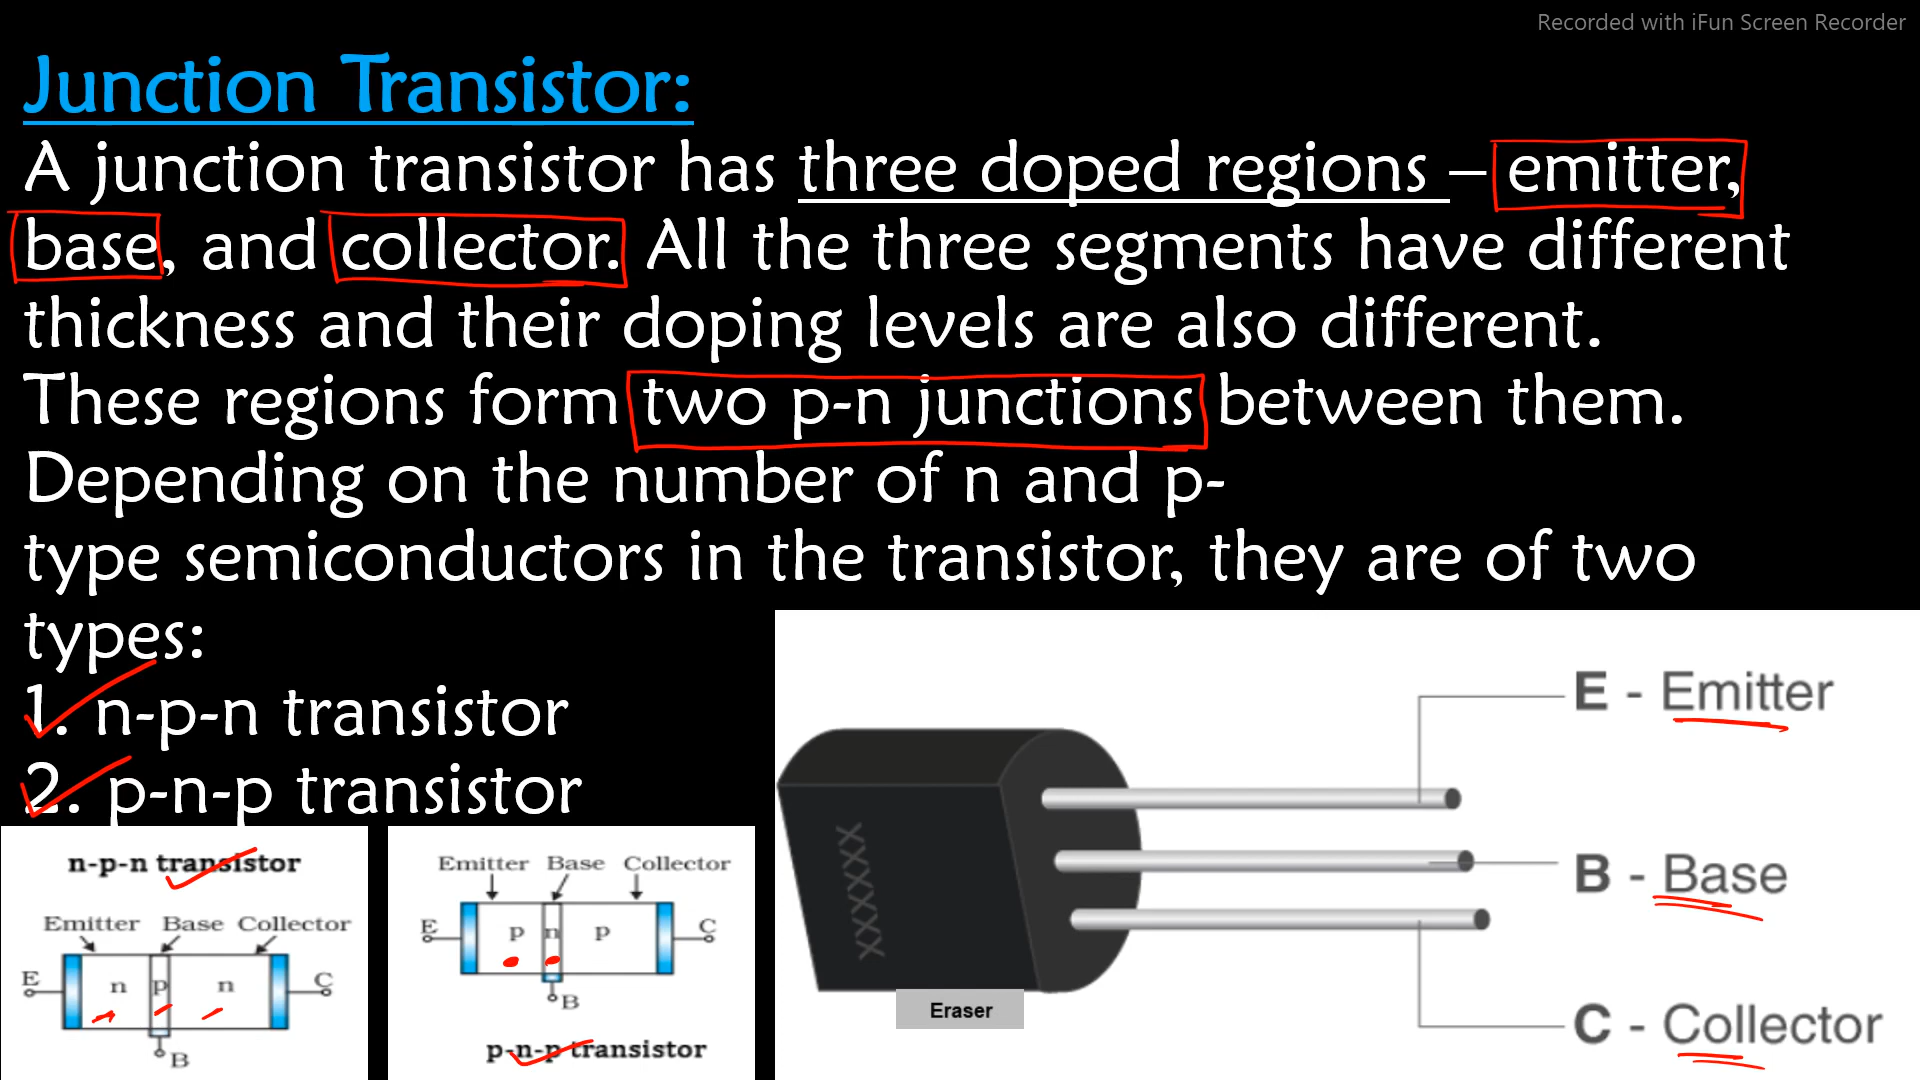 Recorded with iFun Screen Recorder
Junction Transistor:
A junction transistor has three doped regions – emitter,
base, and collector. All the three segments have different
thickness and their doping levels are also different.
These regions form two p-n junctions between them.
Depending on the number of n and p-
type semiconductors in the transistor, they are of two
types:
1. n-p-n transistor
2. p-n-p transistor
n-p-n transistor
Emitter Base Collector
E n p n C
B
Emitter Base Collector
E p n p C
B
p-n-p transistor
XXXXXX
E - Emitter
B - Base
C - Collector
Eraser